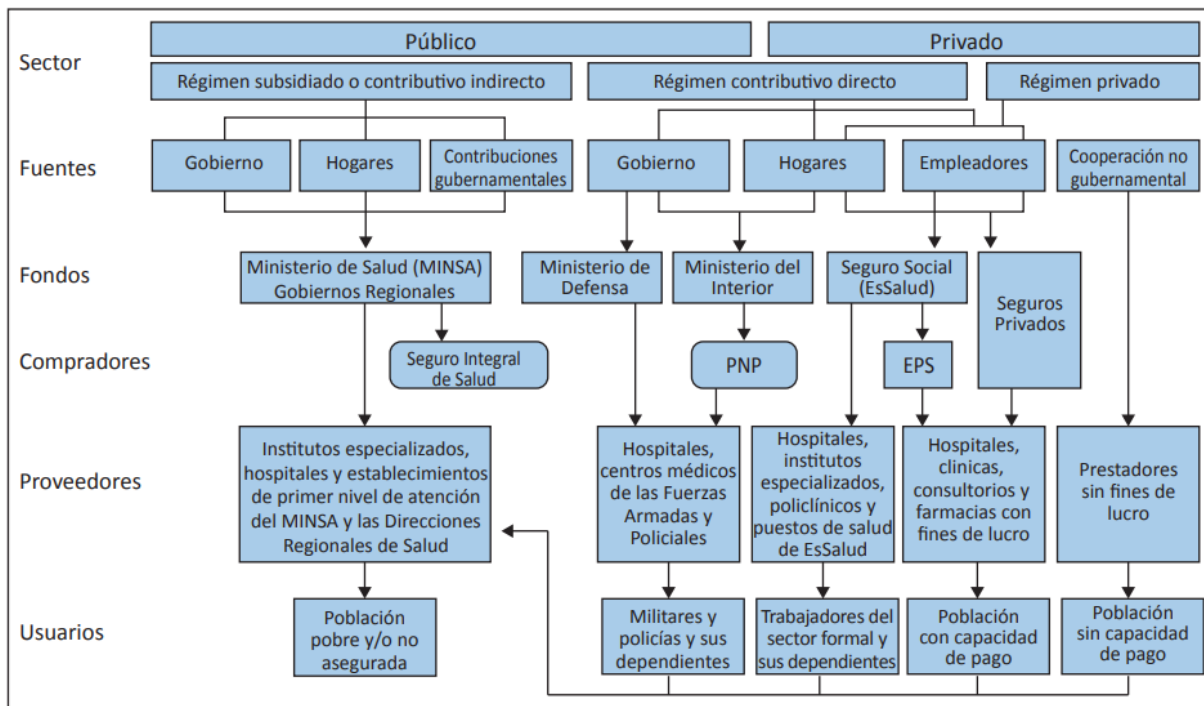 Público
Privado
Sector
Régimen subsidiado o contributivo indirecto
Régimen contributivo directo
Régimen privado
Fuentes
Gobierno
Hogares
Contribuciones
gubernamentales
Gobierno
Hogares
Empleadores
Cooperación no
gubernamental
Fondos
Ministerio de Salud (MINSA)
Gobiernos Regionales
Ministerio de
Defensa
Ministerio del
Interior
Seguro Social
(EsSalud)
Seguros
Privados
Compradores
Seguro Integral
de Salud
PNP
EPS
Proveedores
Institutos especializados,
hospitales y establecimientos
de primer nivel de atención
del MINSA y las Direcciones
Regionales de Salud
Hospitales,
centros médicos
de las Fuerzas
Armadas y
Policiales
Hospitales,
institutos
especializados,
policlínicos y
puestos de salud
de EsSalud
Hospitales,
clinicas,
consultorios y
farmacias con
fines de lucro
Prestadores
sin fines de
lucro
Usuarios
Población
pobre y/o no
asegurada
Militares y
policías y sus
dependientes
Trabajadores del
sector formal y
sus dependientes
Población
con capacidad
de pago
Población
sin capacidad
de pago